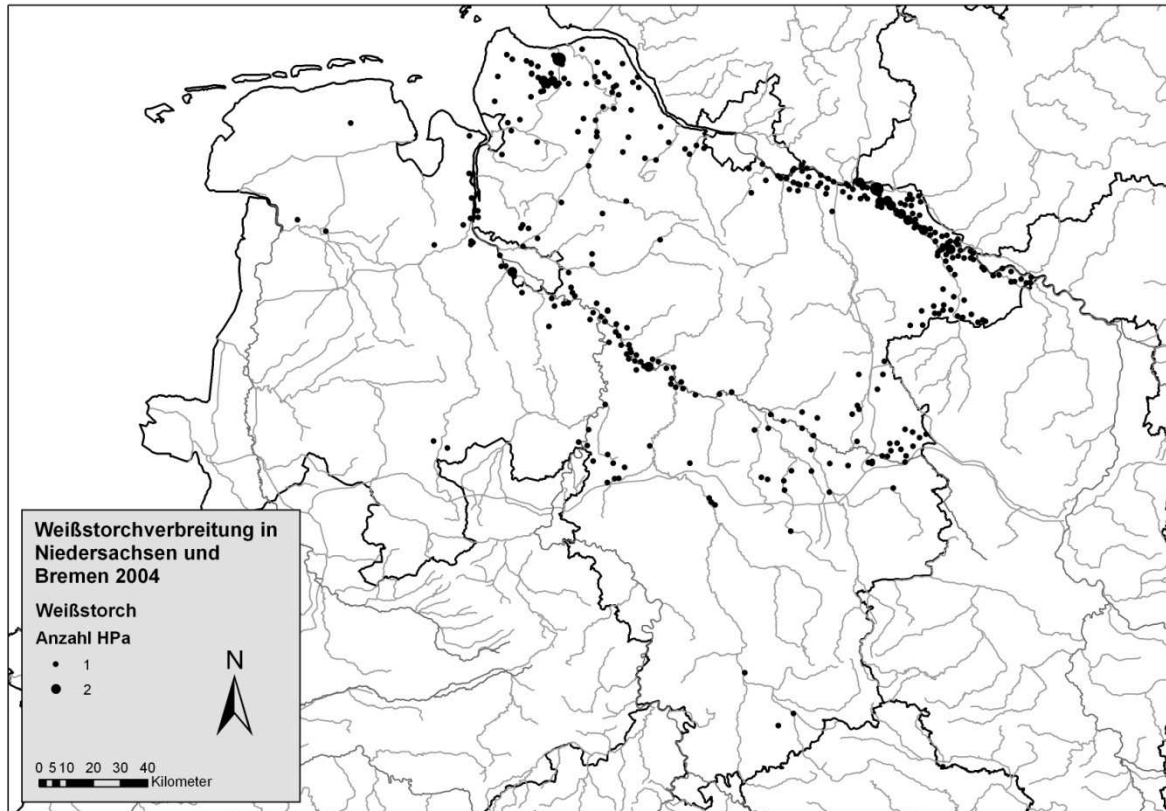 Weißstorchverbreitung in
Niedersachsen und
Bremen 2004
Weißstorch
Anzahl HPa
1
2
N
0 5 10 20 30 40
Kilometer